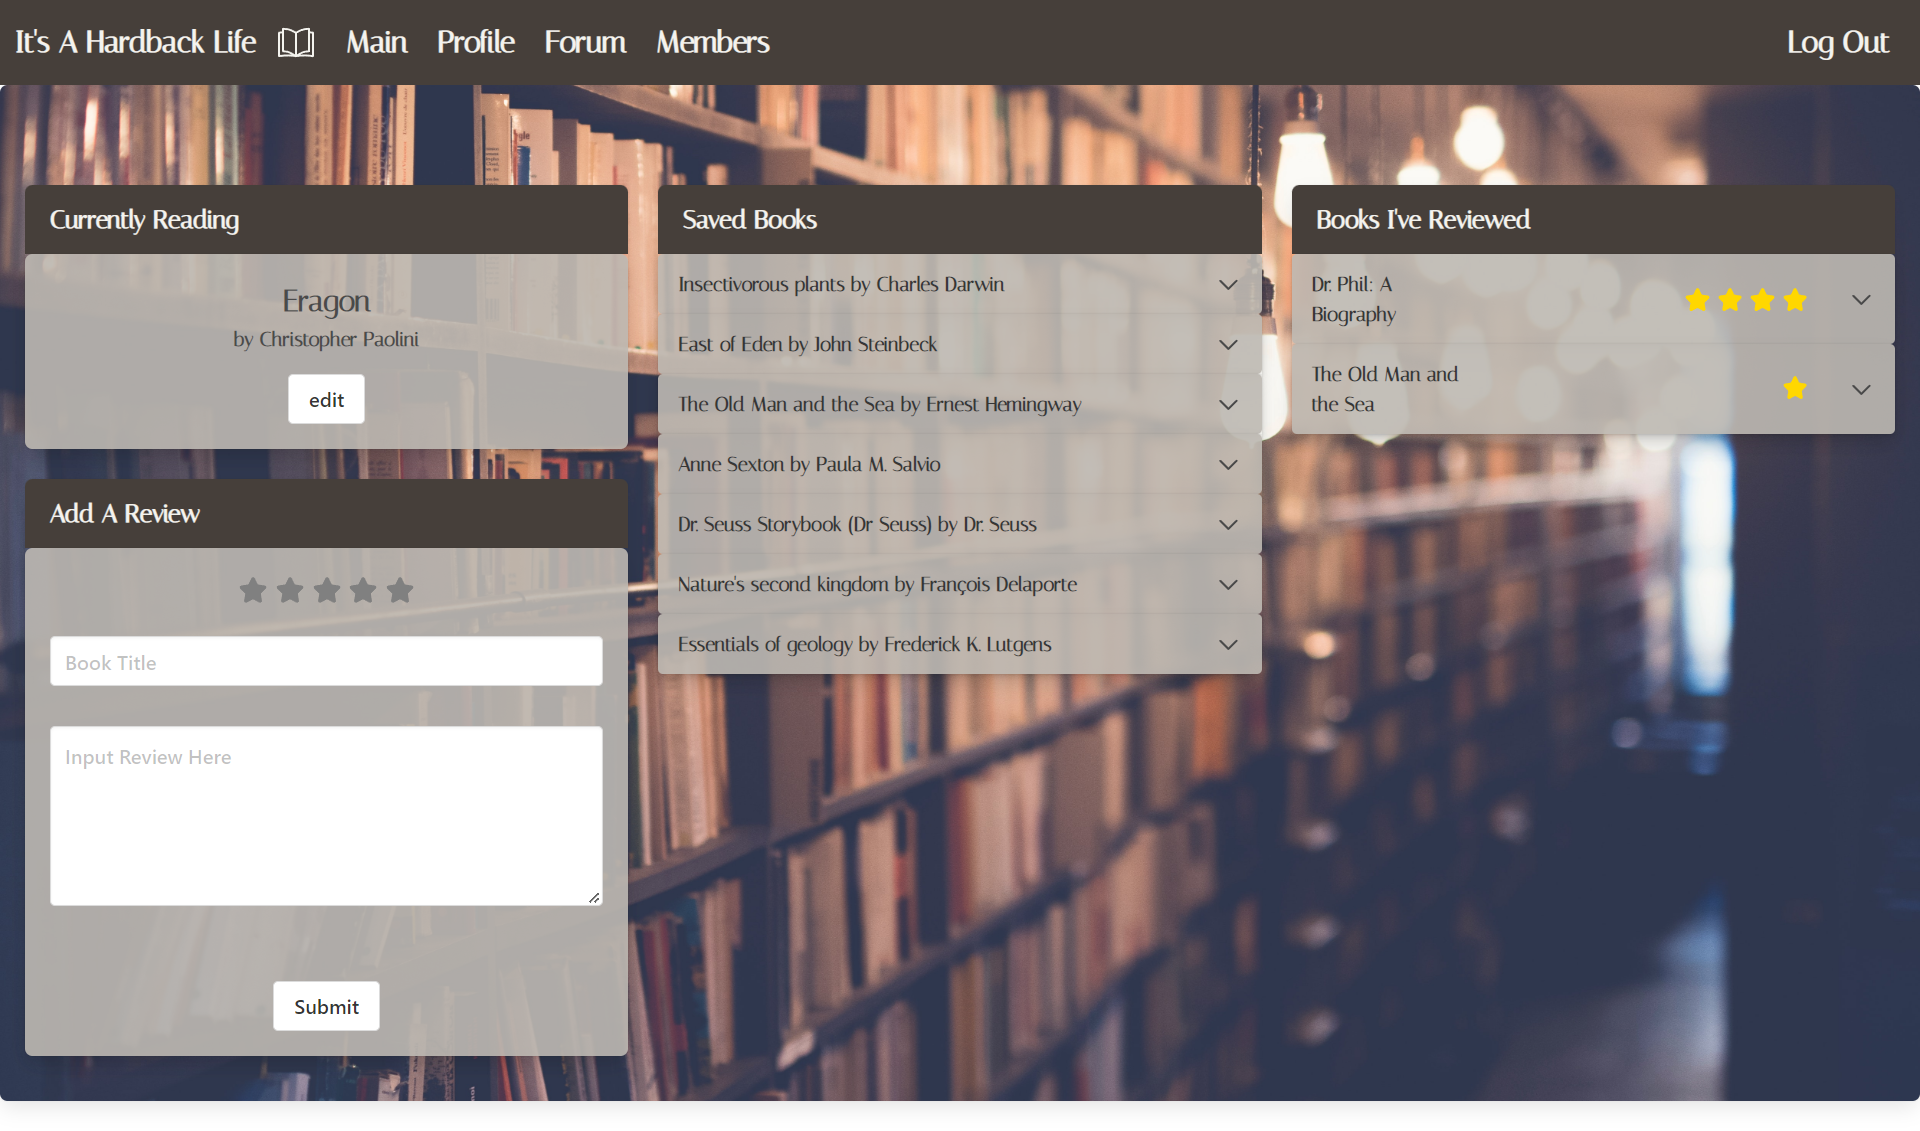 It's A Hardback Life Main Profile Forum Members Log Out
Currently Reading
Eragon
by Christopher Paolini
edit
Add A Review
Book Title
Input Review Here
Submit
Saved Books
Insectivorous plants by Charles Darwin
East of Eden by John Steinbeck
The Old Man and the Sea by Ernest Hemingway
Anne Sexton by Paula M. Salvio
Dr. Seuss Storybook (Dr Seuss) by Dr. Seuss
Nature's second kingdom by François Delaporte
Essentials of geology by Frederick K. Lutgens
Books I've Reviewed
Dr. Phil: A
Biography
The Old Man and
the Sea